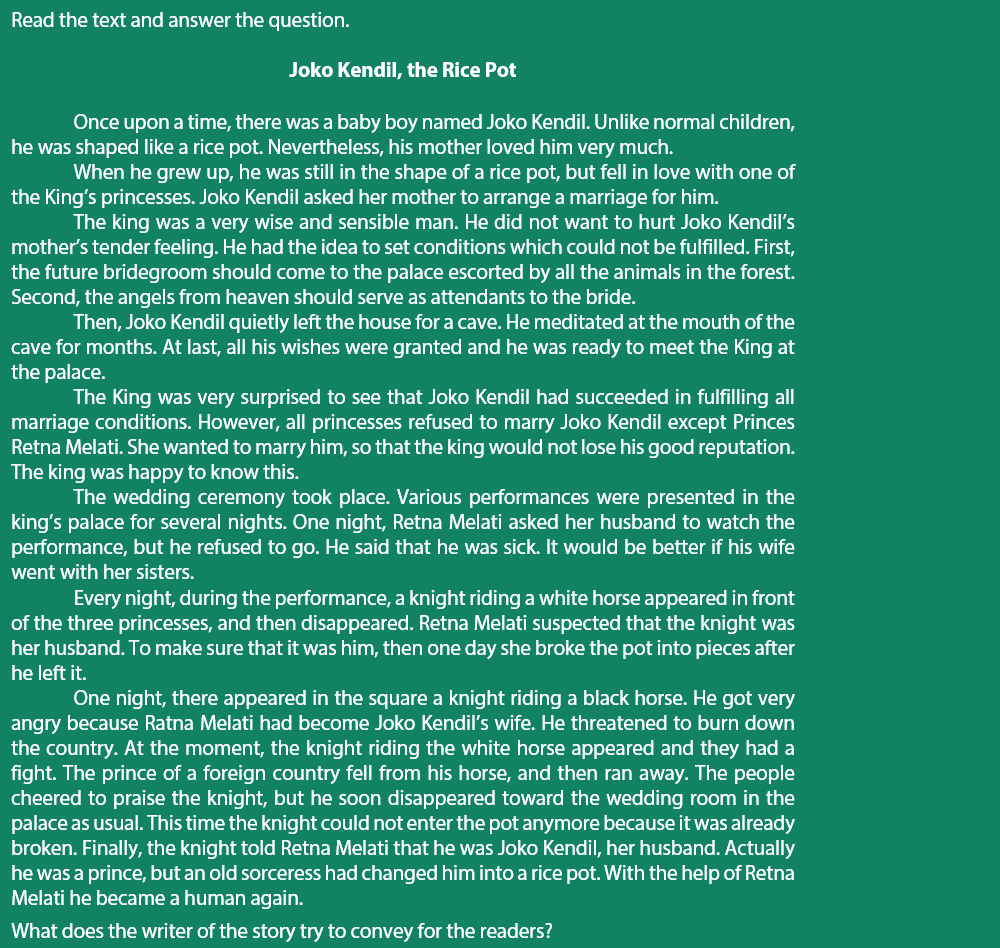 Read the text and answer the question.
Joko Kendil, the Rice Pot
Once upon a time, there was a baby boy named Joko Kendil. Unlike normal children,
he was shaped like a rice pot. Nevertheless, his mother loved him very much.
When he grew up, he was still in the shape of a rice pot, but fell in love with one of
the King's princesses. Joko Kendil asked her mother to arrange a marriage for him.
The king was a very wise and sensible man. He did not want to hurt Joko Kendil's
mother's tender feeling. He had the idea to set conditions which could not be fulfilled. First,
the future bridegroom should come to the palace escorted by all the animals in the forest.
Second, the angels from heaven should serve as attendants to the bride.
Then, Joko Kendil quietly left the house for a cave. He meditated at the mouth of the
cave for months. At last, all his wishes were granted and he was ready to meet the King at
the palace.
The King was very surprised to see that Joko Kendil had succeeded in fulfilling all
marriage conditions. However, all princesses refused to marry Joko Kendil except Princes
Retna Melati. She wanted to marry him, so that the king would not lose his good reputation.
The king was happy to know this.
The wedding ceremony took place. Various performances were presented in the
king's palace for several nights. One night, Retna Melati asked her husband to watch the
performance, but he refused to go. He said that he was sick. It would be better if his wife
went with her sisters.
Every night, during the performance, a knight riding a white horse appeared in front
of the three princesses, and then disappeared. Retna Melati suspected that the knight was
her husband. To make sure that it was him, then one day she broke the pot into pieces after
he left it.
One night, there appeared in the square a knight riding a black horse. He got very
angry because Ratna Melati had become Joko Kendil's wife. He threatened to burn down
the country. At the moment, the knight riding the white horse appeared and they had a
fight. The prince of a foreign country fell from his horse, and then ran away. The people
cheered to praise the knight, but he soon disappeared toward the wedding room in the
palace as usual. This time the knight could not enter the pot anymore because it was already
broken. Finally, the knight told Retna Melati that he was Joko Kendil, her husband. Actually
he was a prince, but an old sorceress had changed him into a rice pot. With the help of Retna
Melati he became a human again.
What does the writer of the story try to convey for the readers?